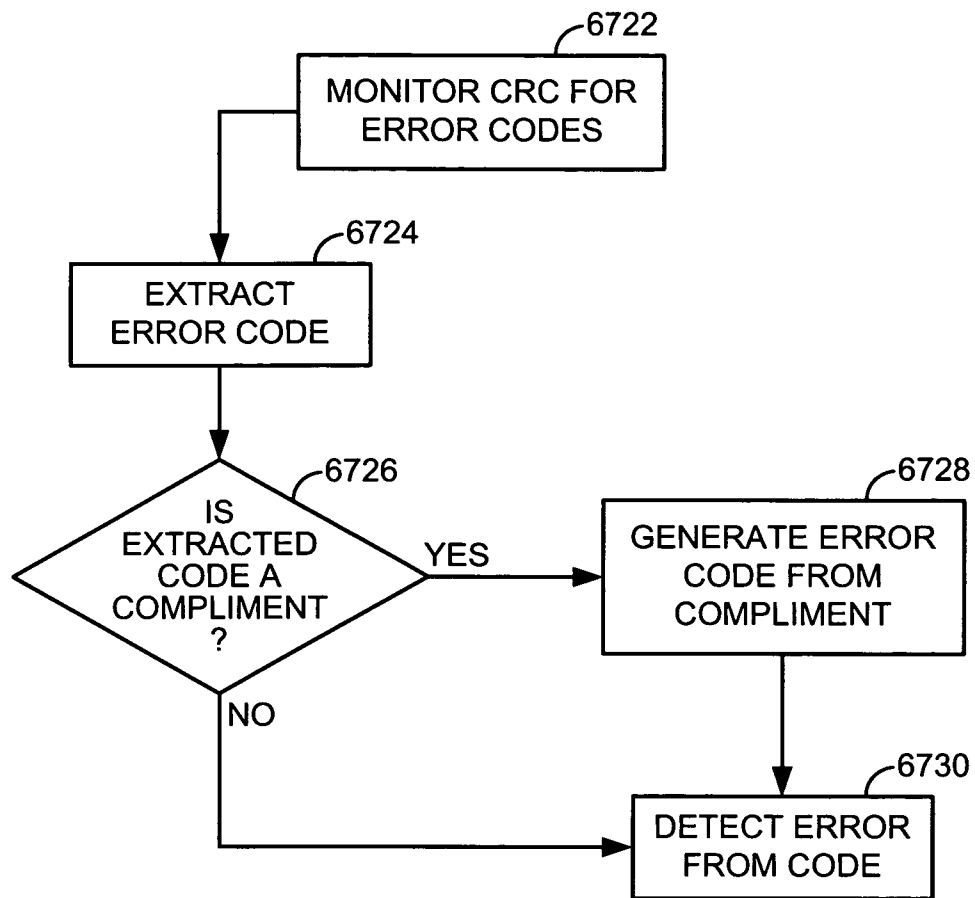 6722
MONITOR CRC FOR
ERROR CODES
6724
EXTRACT
ERROR CODE
6726
IS
EXTRACTED
CODE A
COMPLIMENT
?
YES
6728
GENERATE ERROR
CODE FROM
COMPLIMENT
NO
6730
DETECT ERROR
FROM CODE